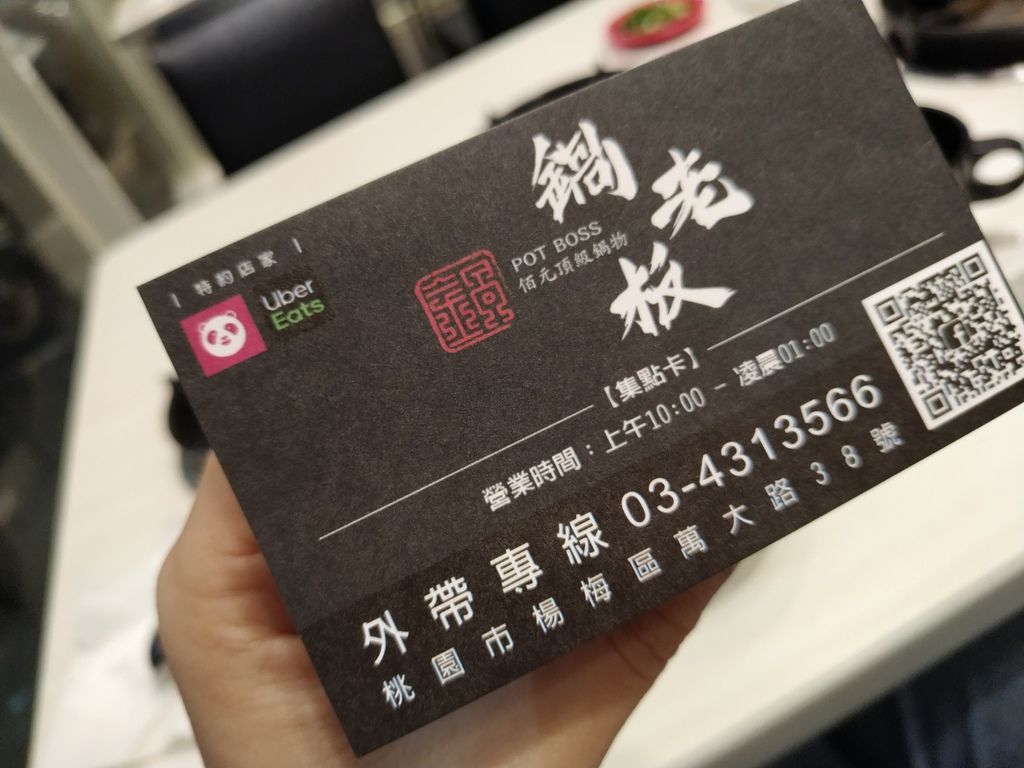 特約店家
Uber
Eats
鍋老板
POT BOSS
佰元頂級鍋物
【集點卡】
營業時間：上午10:00 - 凌晨01:00
外帶專線 03-4313566
桃園市楊梅區萬大路38號